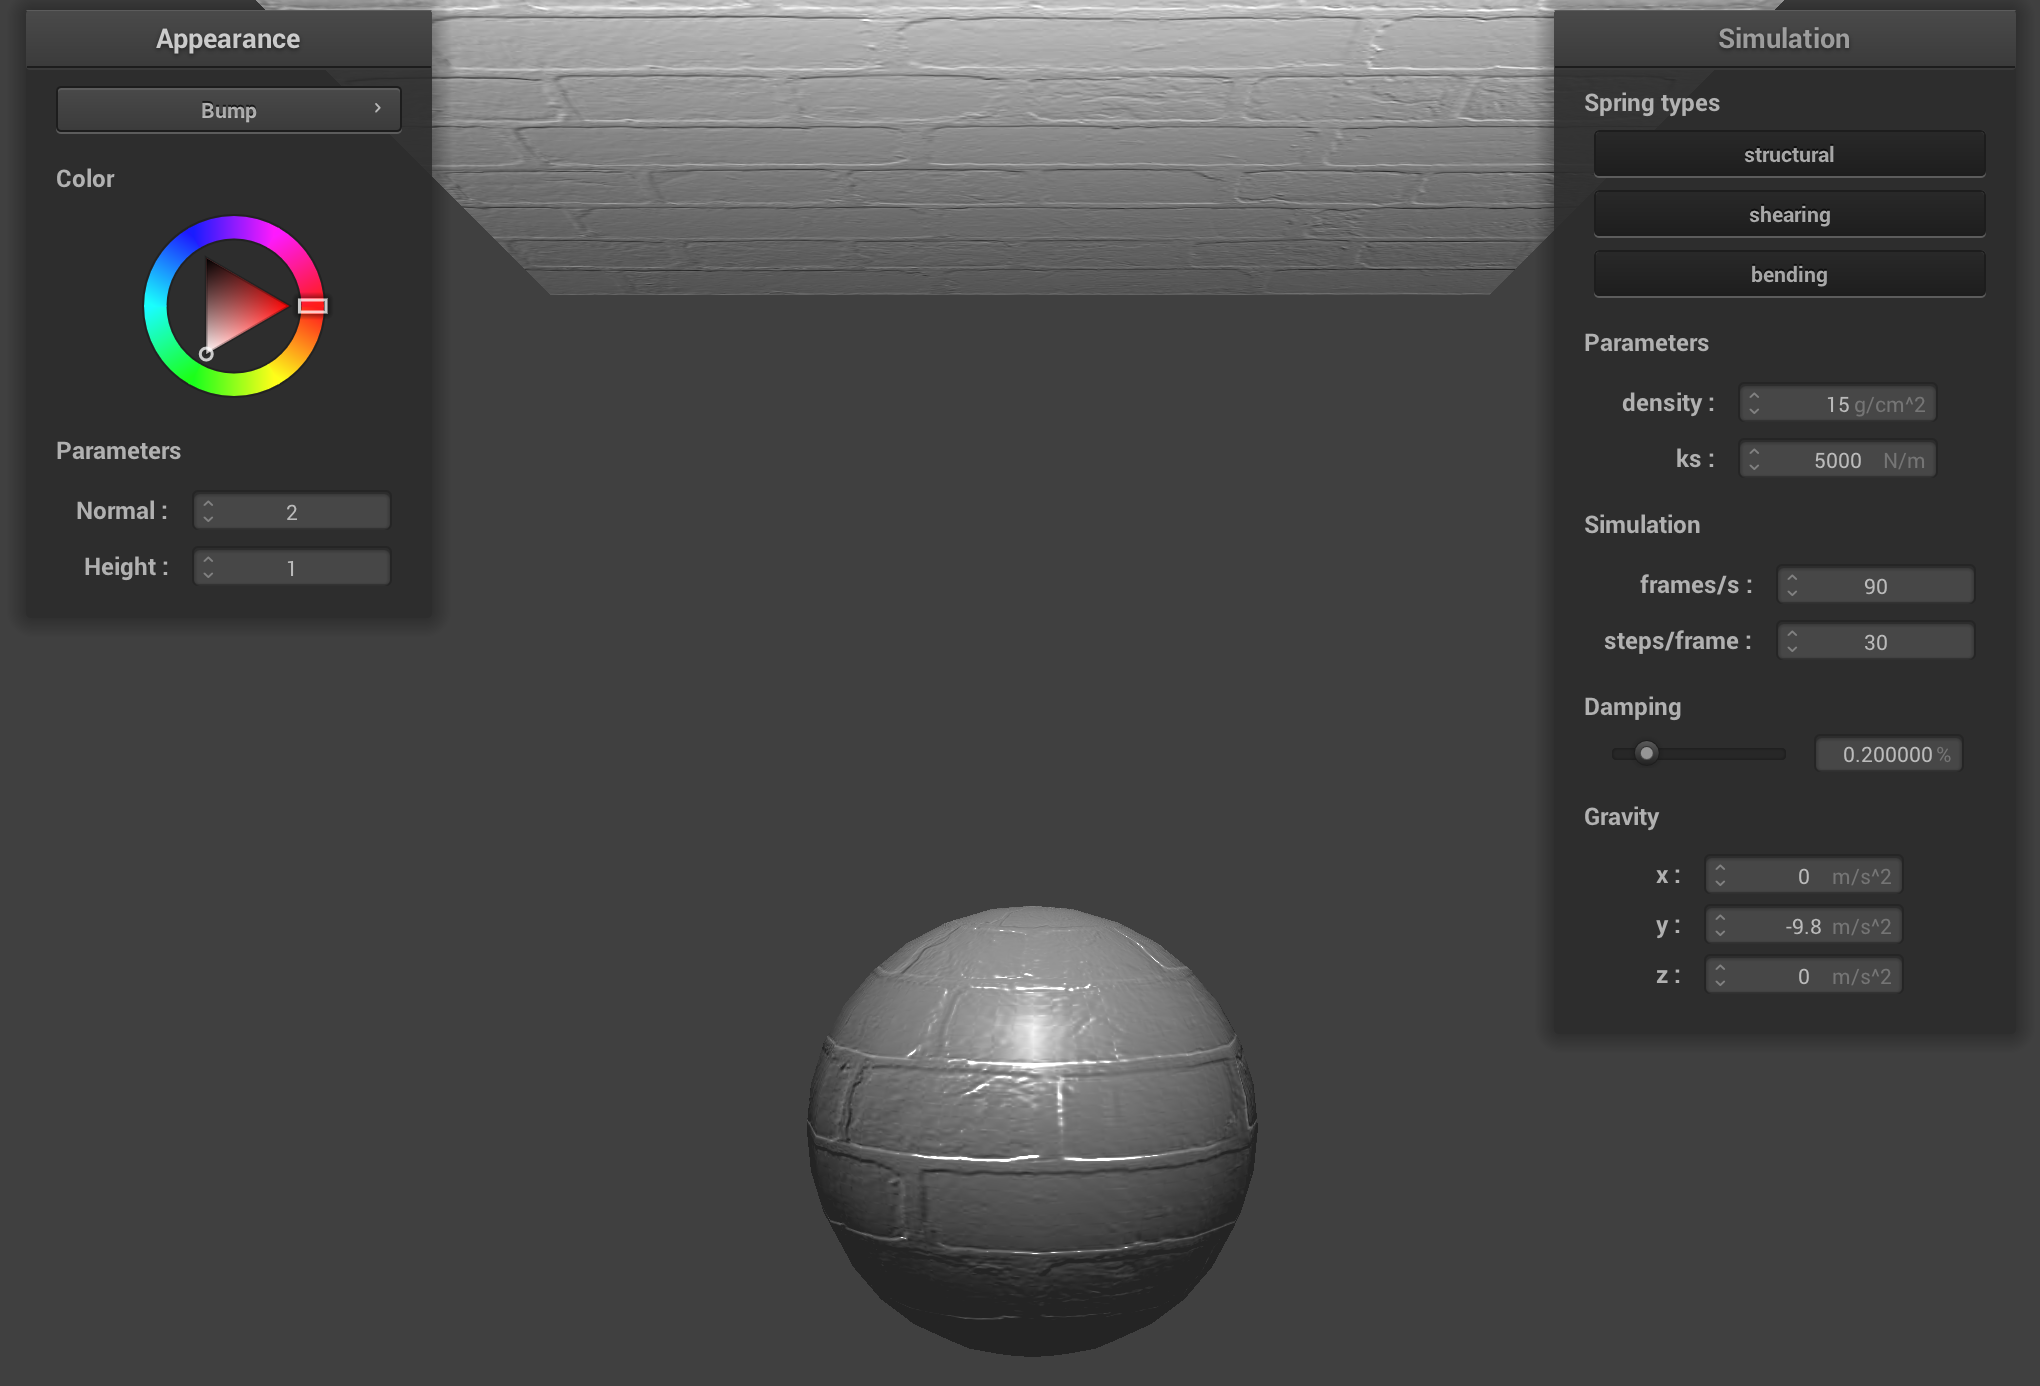 Appearance
Bump
Color
Parameters
Normal : 2
Height : 1
Simulation
Spring types
structural
shearing
bending
Parameters
density : 15 g/cm^2
ks : 5000 N/m
Simulation
frames/s : 90
steps/frame : 30
Damping
0.200000 %
Gravity
x : 0 m/s^2
y : -9.8 m/s^2
z : 0 m/s^2